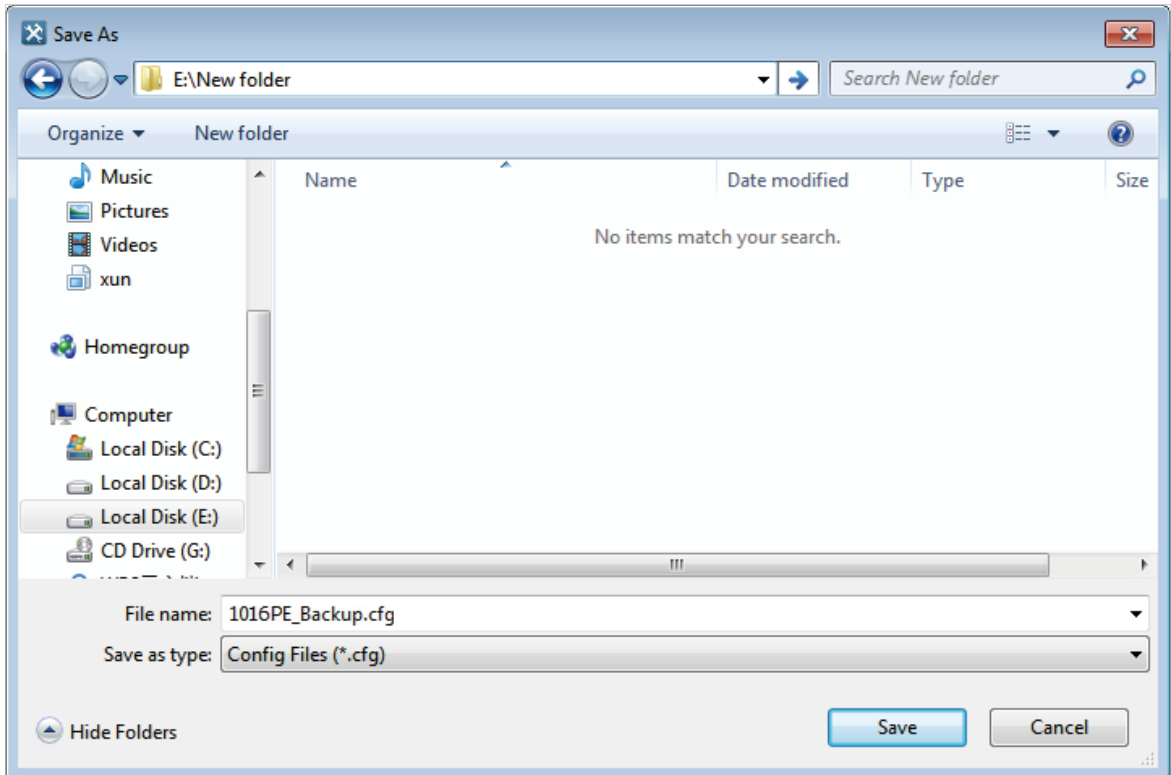 Save As
E:\New folder
Search New folder
Organize
New folder
Music
Pictures
Videos
xun
Homegroup
Computer
Local Disk (C:)
Local Disk (D:)
Local Disk (E:)
CD Drive (G:)
Name
Date modified
Type
Size
No items match your search.
File name: 1016PE_Backup.cfg
Save as type: Config Files (*.cfg)
Hide Folders
Save
Cancel